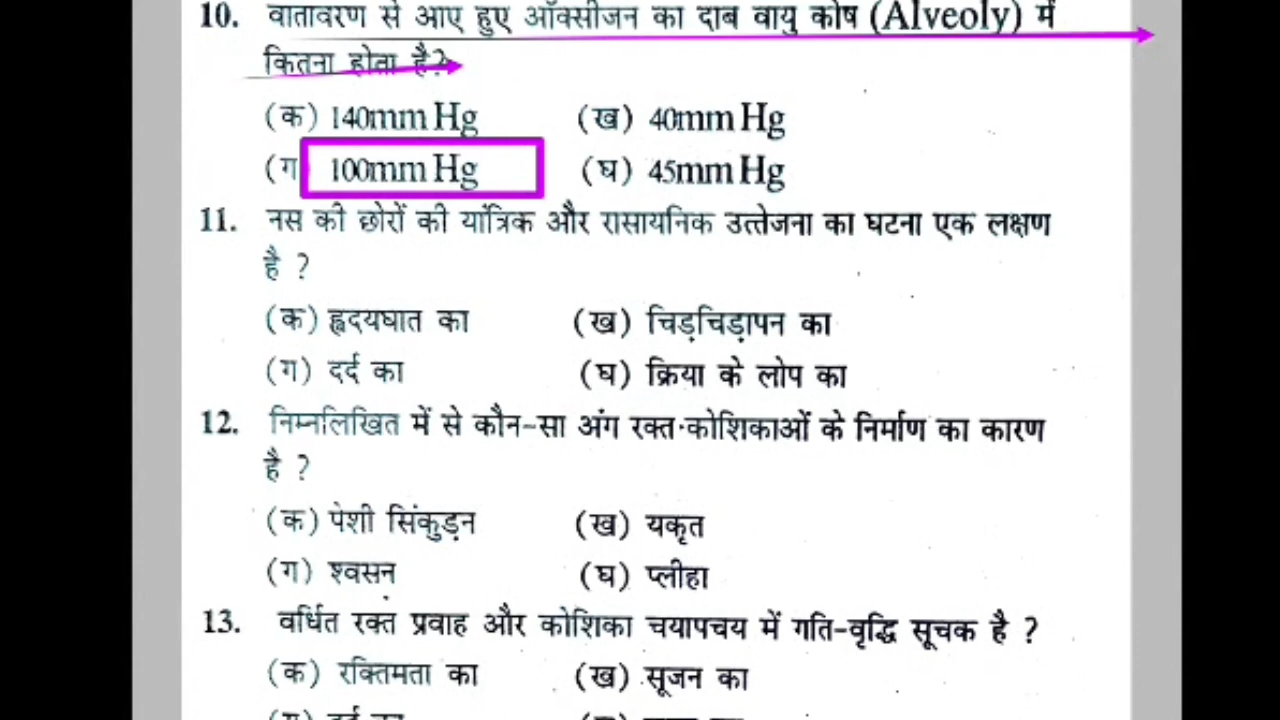 10. वातावरण से आए हुए ऑक्सीजन का दाब वायु कोष (Alveoly) में
कितना होता है?
(क) 140mm Hg (ख) 40mm Hg
(ग 100mm Hg (घ) 45mm Hg
11. नस की छोरों की यांत्रिक और रासायनिक उत्तेजना का घटना एक लक्षण
है ?
(क) हृदयघात का (ख) चिड़चिड़ापन का
(ग) दर्द का (घ) क्रिया के लोप का
12. निम्नलिखित में से कौन-सा अंग रक्त-कोशिकाओं के निर्माण का कारण
है ?
(क) पेशी सिंकुड़न (ख) यकृत
(ग) श्वसन (घ) प्लीहा
13. वर्धित रक्त प्रवाह और कोशिका चयापचय में गति-वृद्धि सूचक है ?
(क) रक्तिमता का (ख) सूजन का